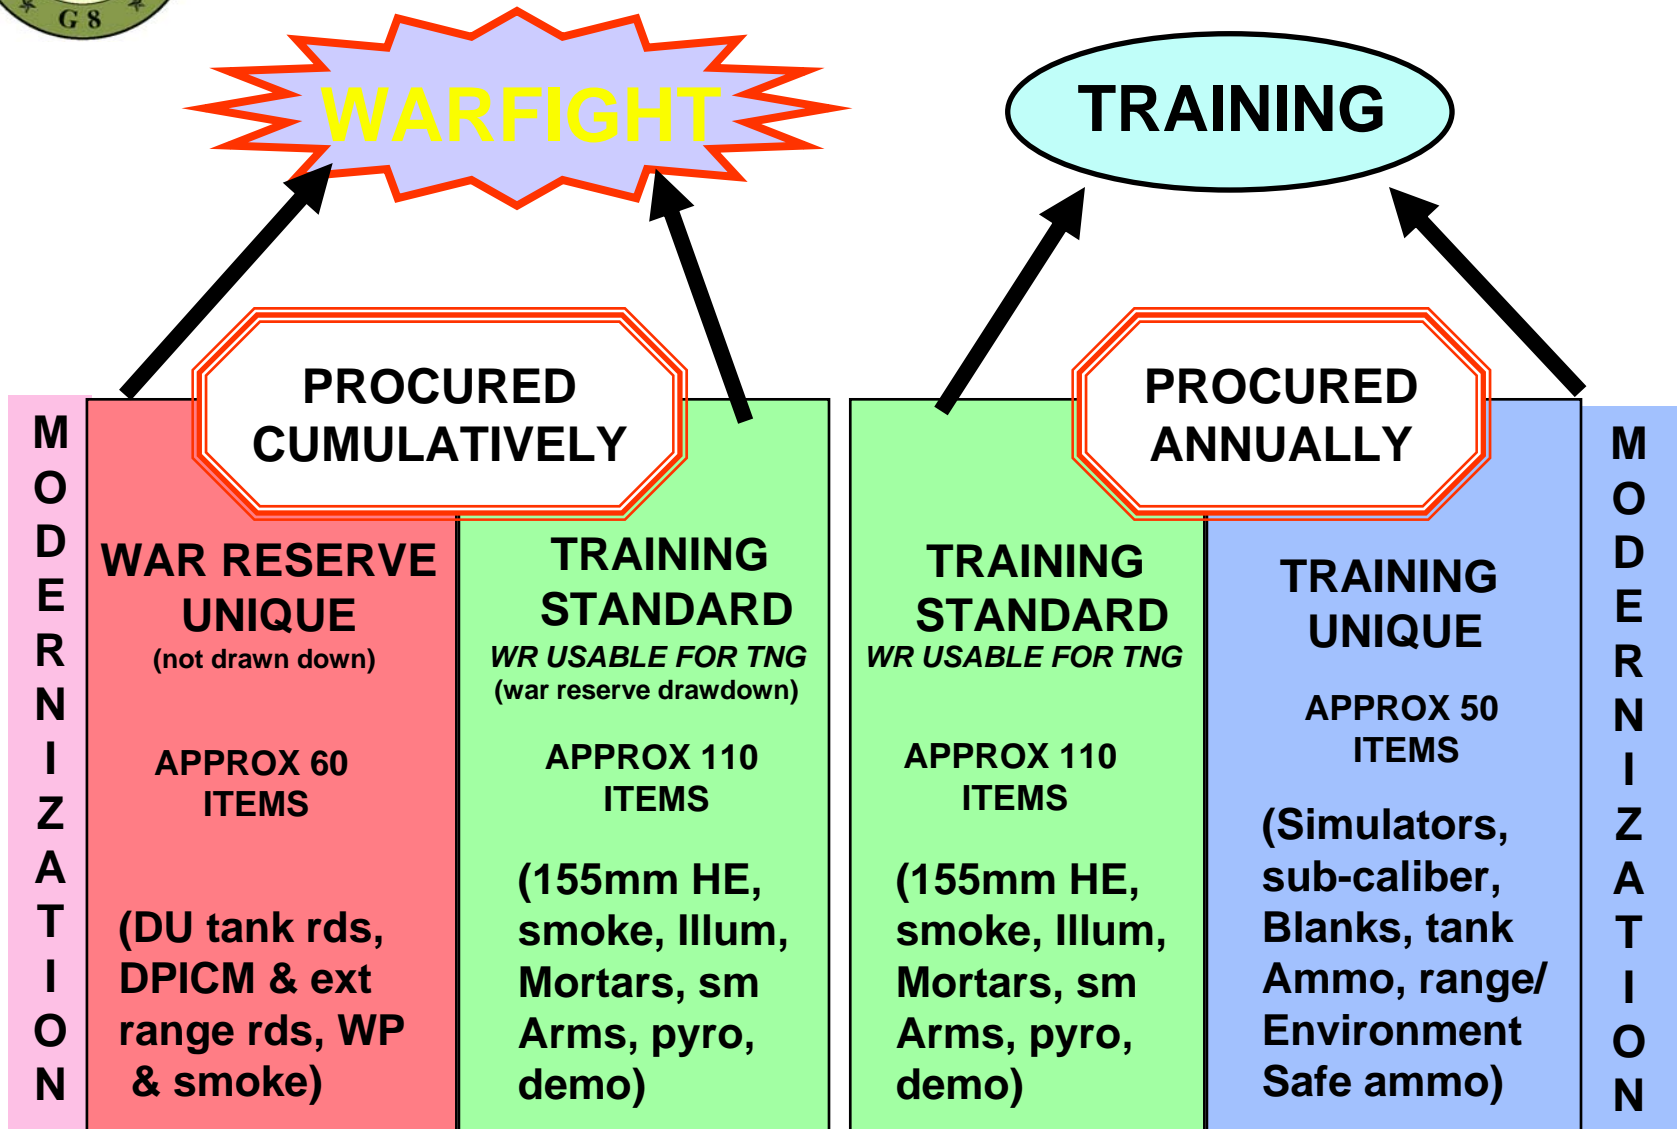 G 8
WARFIGHT
TRAINING
PROCURED
CUMULATIVELY
PROCURED
ANNUALLY
MODERNIZATION
WAR RESERVE
UNIQUE
(not drawn down)
APPROX 60
ITEMS
(DU tank rds,
DPICM & ext
range rds, WP
& smoke)
TRAINING
STANDARD
WR USABLE FOR TNG
(war reserve drawdown)
APPROX 110
ITEMS
(155mm HE,
smoke, Illum,
Mortars, sm
Arms, pyro,
demo)
TRAINING
STANDARD
WR USABLE FOR TNG
APPROX 110
ITEMS
(155mm HE,
smoke, Illum,
Mortars, sm
Arms, pyro,
demo)
TRAINING
UNIQUE
APPROX 50
ITEMS
(Simulators,
sub-caliber,
Blanks, tank
Ammo, range/
Environment
Safe ammo)
MODERNIZATION